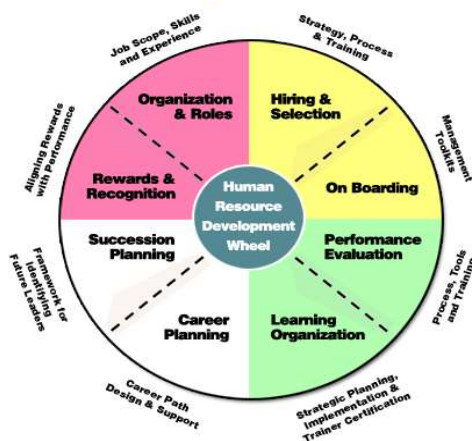 Job Scope, Skills
and Experience
Strategy, Process
& Training
Organization
& Roles
Hiring &
Selection
Aligning Rewards
with Performance
Management
Toolkits
Rewards &
Recognition
On Boarding
Human
Resource
Development
Wheel
Succession
Planning
Performance
Evaluation
Framework for
Identifying
Future Leaders
Process, Tools
and Training
Career
Planning
Learning
Organization
Career Path
Design & Support
Strategic Planning,
Implementation &
Trainer Certification